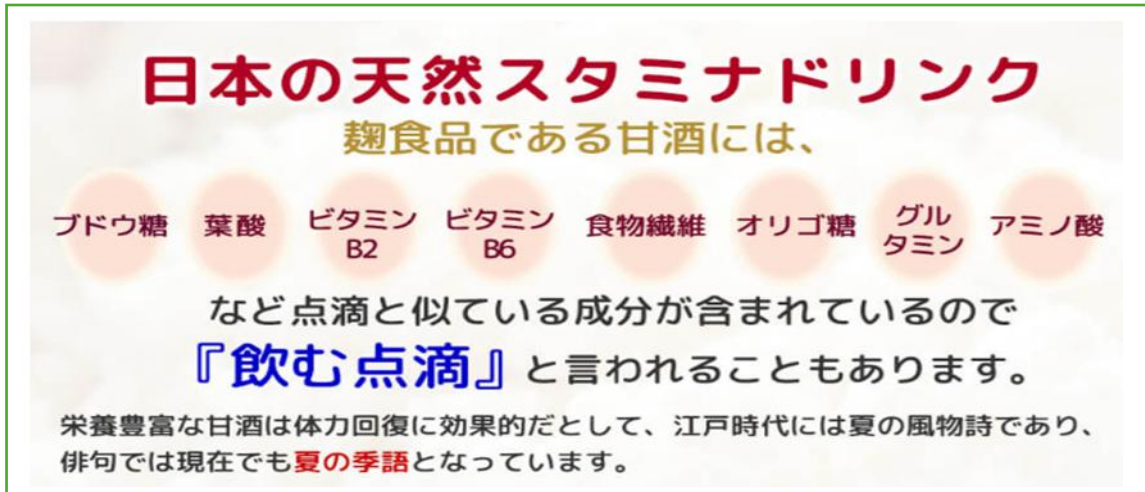 日本の天然スタミナドリンク
麹食品である甘酒には、
ブドウ糖 葉酸 ビタミンB2 ビタミンB6 食物繊維 オリゴ糖 グルタミン アミノ酸
など点滴と似ている成分が含まれているので
『飲む点滴』と言われることもあります。
栄養豊富な甘酒は体力回復に効果的だとして、江戸時代には夏の風物詩であり、
俳句では現在でも夏の季語となっています。